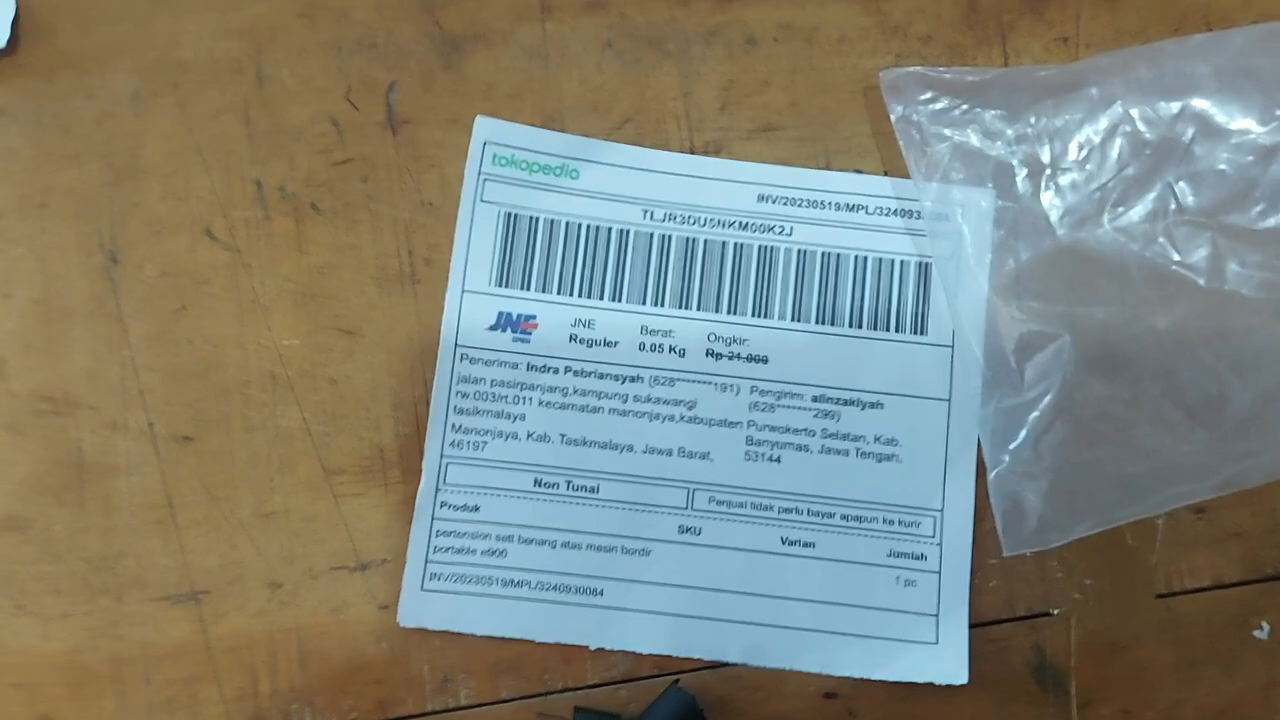 tokopedia
INV/20230519/MPL/3240930084
TLJR3DU5NKM00K2J
JNE
JNE
Reguler
Berat:
0.05 Kg
Ongkir:
Rp 21.000
Penerima: Indra Pebriansyah (628*******191)
jalan pasirpanjang,kampung sukawangi
rw.003/rt.011 kecamatan manonjaya,kabupaten
tasikmalaya
Manonjaya, Kab. Tasikmalaya, Jawa Barat,
46197
Pengirim: alinzakiyah
(628*******299)
Purwokerto Selatan, Kab.
Banyumas, Jawa Tengah,
53144
Non Tunai
Penjual tidak perlu bayar apapun ke kurir
Produk SKU Varian Jumlah
pertension seti benang atas mesin bordir
portable e900
1 pc
INV/20230519/MPL/3240930084